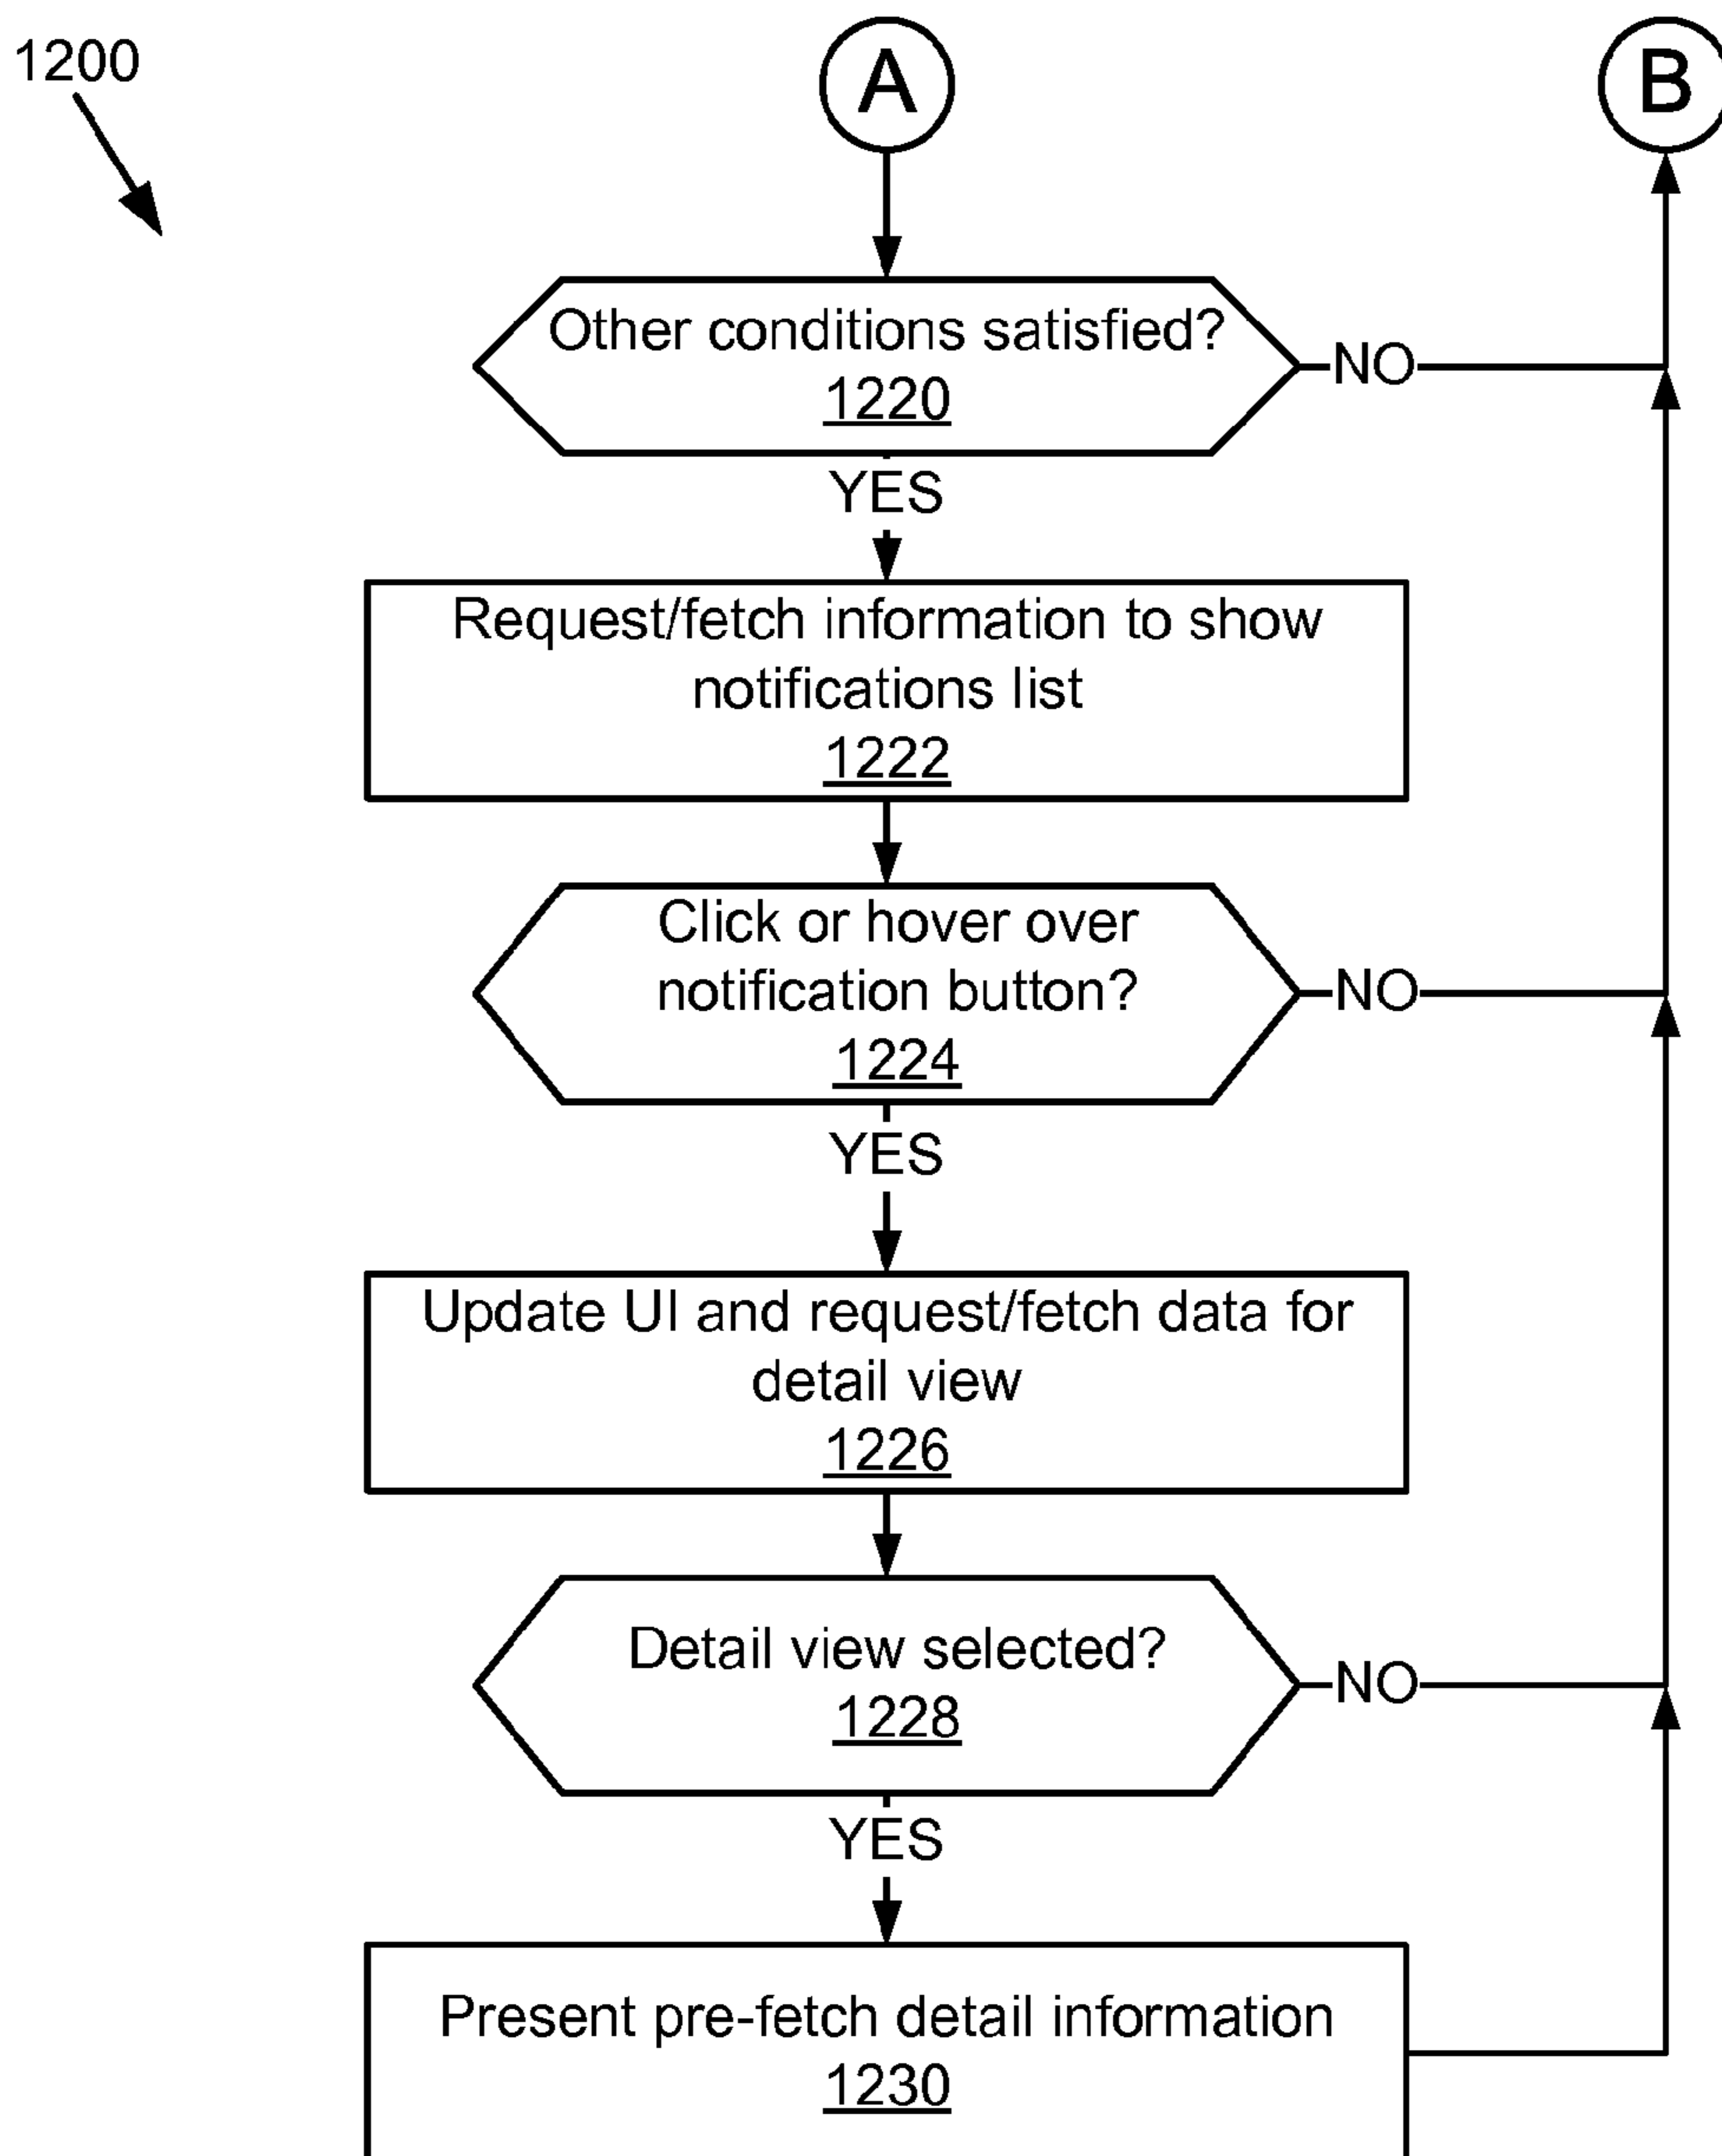 1200
A
B
Other conditions satisfied?
1220
NO
YES
Request/fetch information to show
notifications list
1222
Click or hover over
notification button?
1224
NO
YES
Update UI and request/fetch data for
detail view
1226
Detail view selected?
1228
NO
YES
Present pre-fetch detail information
1230